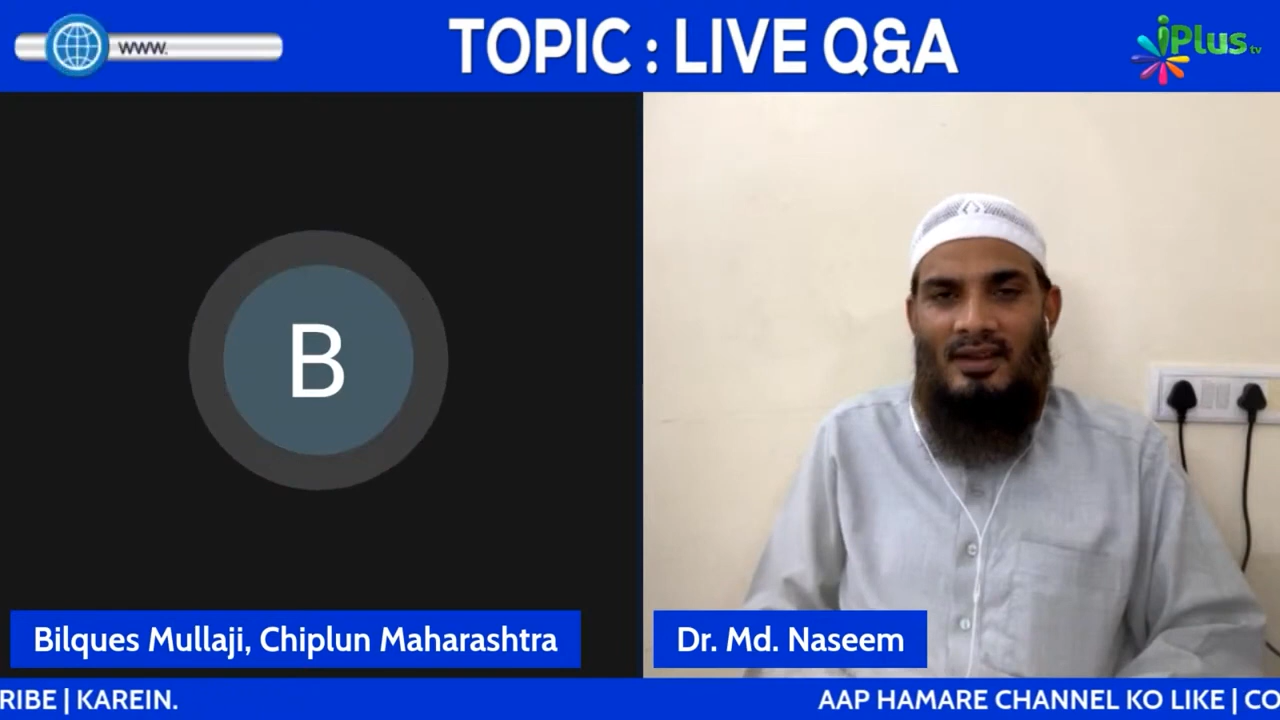 www.
TOPIC : LIVE Q&A
iPlus tv
B
Bilques Mullaji, Chiplun Maharashtra
Dr. Md. Naseem
RIBE | KAREIN.
AAP HAMARE CHANNEL KO LIKE | CO